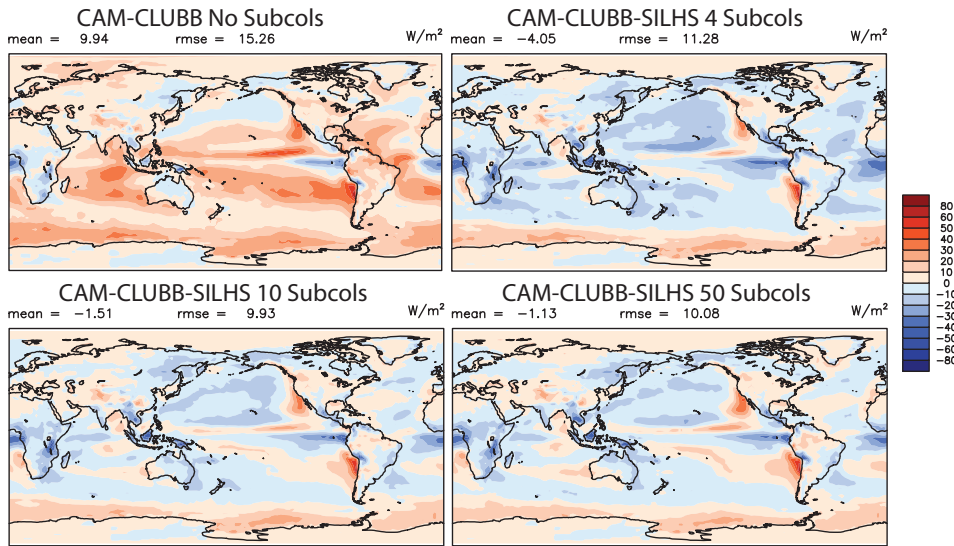 CAM-CLUBB No Subcols
mean = 9.94 rmse = 15.26 W/m²
CAM-CLUBB-SILHS 4 Subcols
mean = −4.05 rmse = 11.28 W/m²
CAM-CLUBB-SILHS 10 Subcols
mean = −1.51 rmse = 9.93 W/m²
CAM-CLUBB-SILHS 50 Subcols
mean = −1.13 rmse = 10.08 W/m²
80
60
50
40
30
20
10
0
−10
−20
−30
−40
−50
−60
−80